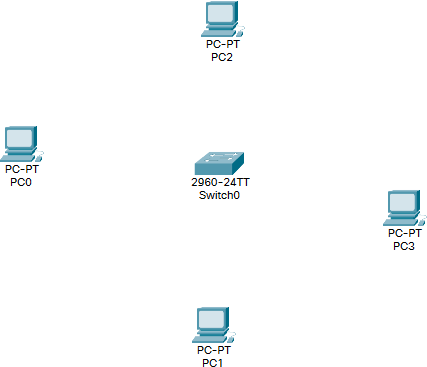 PC-PT
PC2
PC-PT
PC0
2960-24TT
Switch0
PC-PT
PC3
PC-PT
PC1